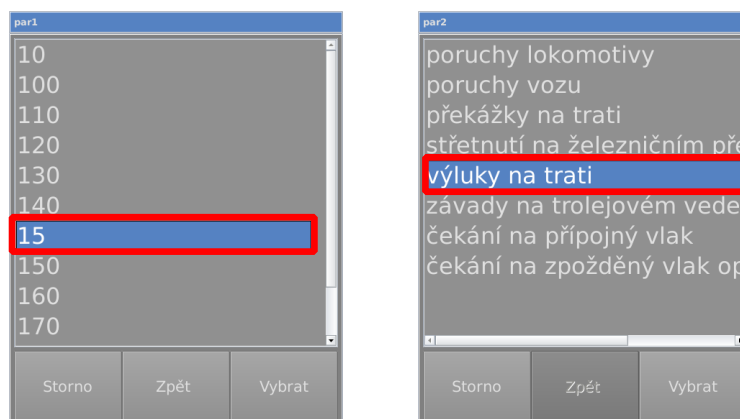 par1
10
100
110
120
130
140
15
150
160
170
Storno Zpět Vybrat
par2
poruchy lokomotivy
poruchy vozu
překážky na trati
střetnutí na železničním pře
výluky na trati
závady na trolejovém vede
čekání na přípojný vlak
čekání na zpožděný vlak op
Storno Zpět Vybrat